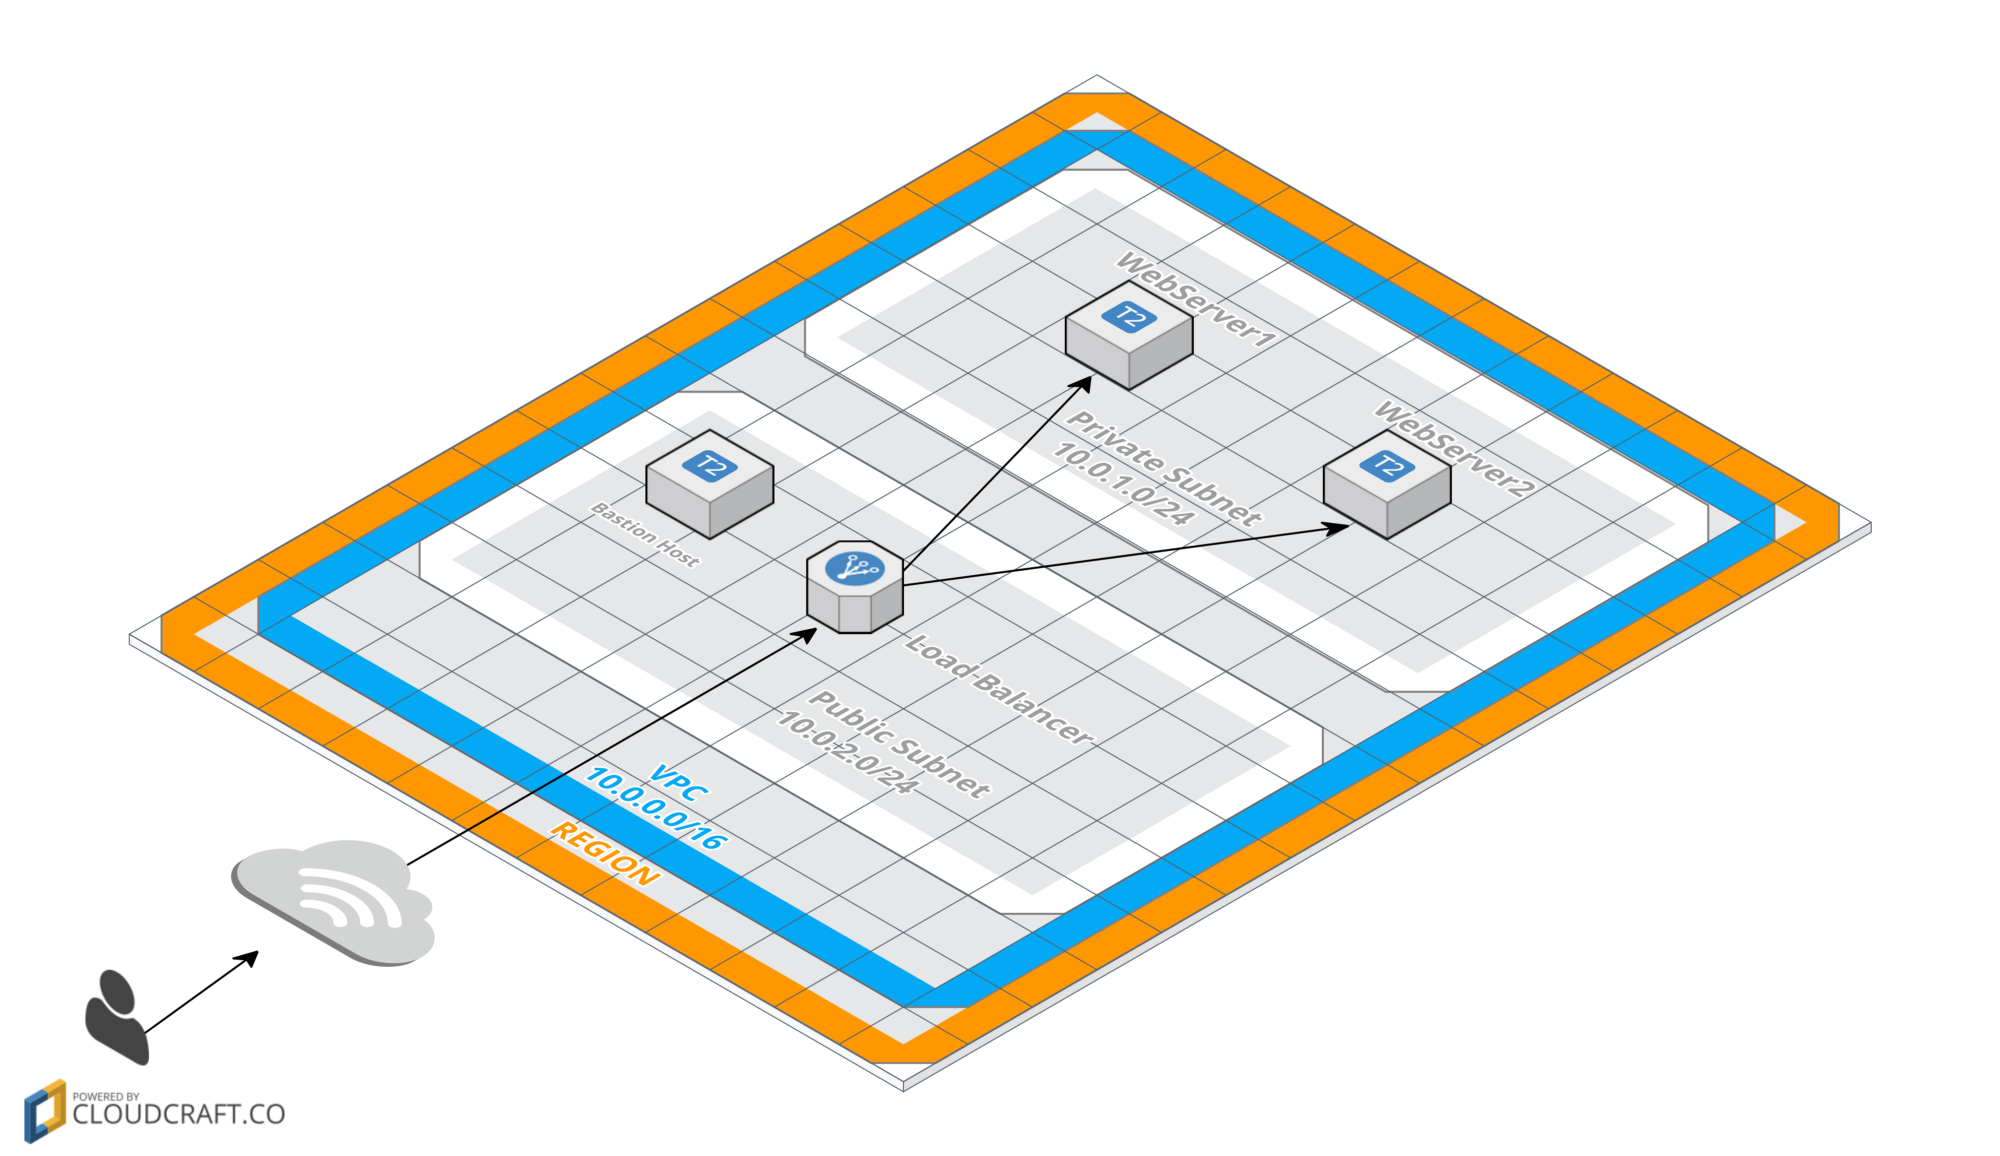 WebServer1
T2
WebServer2
T2
Private Subnet
10.0.1.0/24
T2
Bastion Host
Load Balancer
Public Subnet
10.0.2.0/24
VPC
10.0.0.0/16
REGION
POWERED BY
CLOUDCRAFT.CO